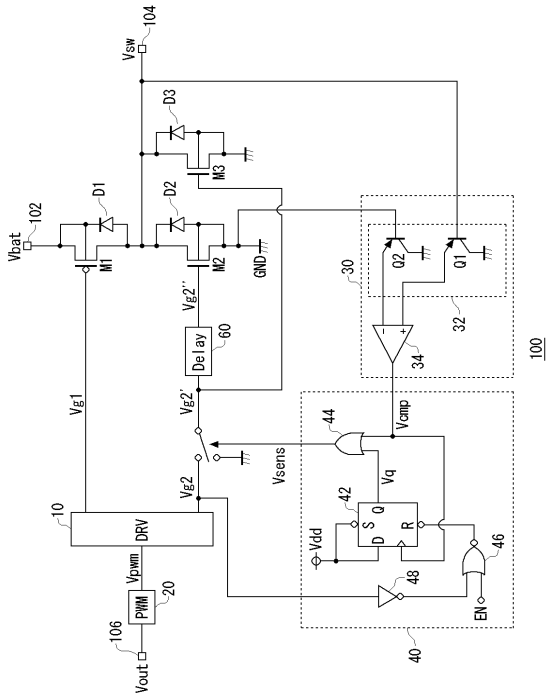 Vbat
102
Vsw
104
D1
M1
D2
M2
D3
M3
GND
Vg1
Vg2''
Delay
60
Vg2'
Vg2
10
DRV
Vpwm
PWM
20
106
Vout
Vsens
30
Q2
Q1
32
34
−
+
Vcmp
44
Vq
42
S
Q
D
R
Vdd
48
46
EN
40
100